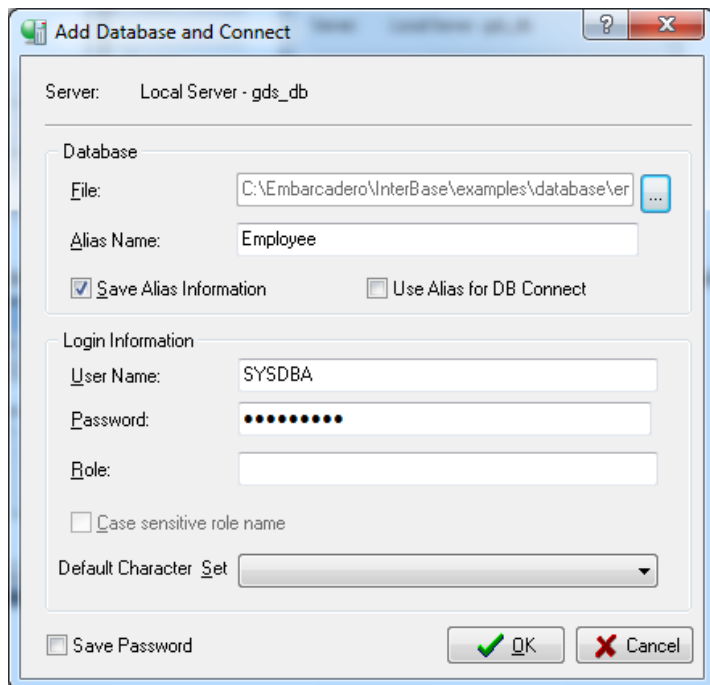 Add Database and Connect
?
X
Server: Local Server - gds_db
Database
File: C:\Embarcadero\InterBase\examples\database\er
...
Alias Name: Employee
Save Alias Information Use Alias for DB Connect
Login Information
User Name: SYSDBA
Password: •••••••••
Role:
Case sensitive role name
Default Character Set
Save Password OK Cancel